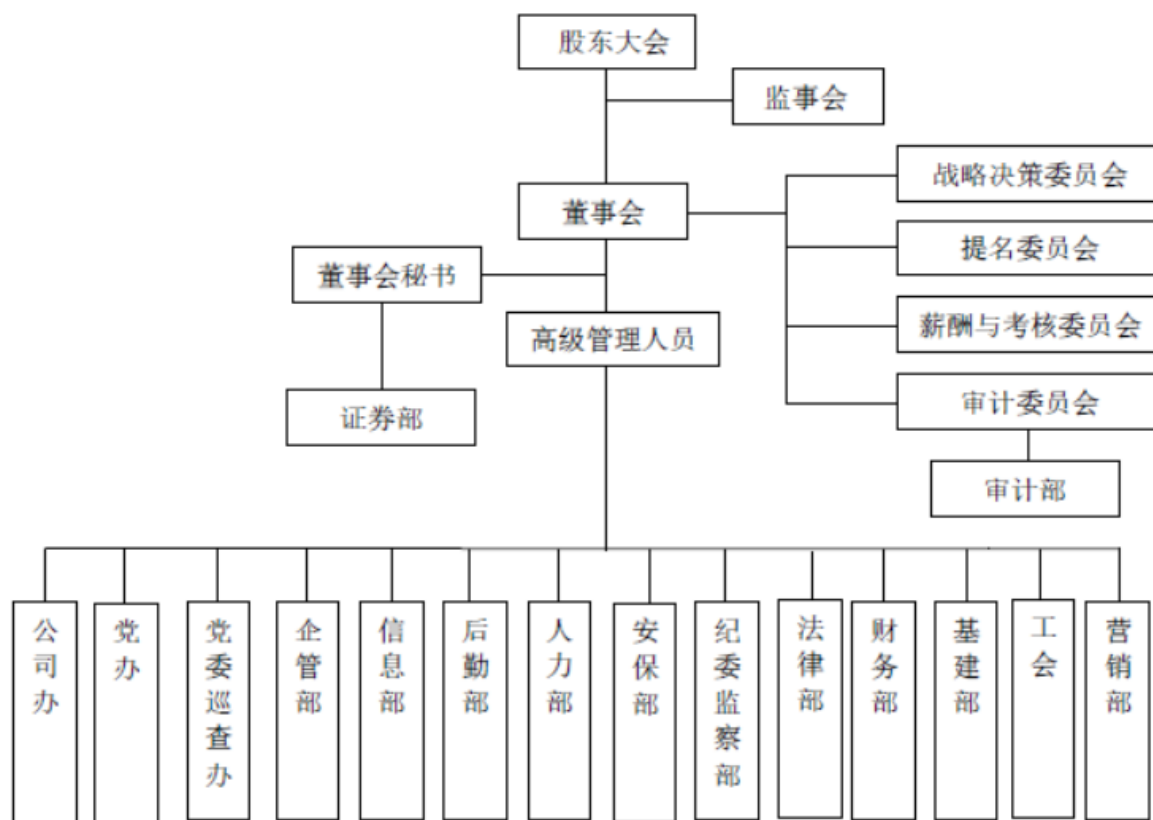 股东大会
监事会
战略决策委员会
董事会
提名委员会
董事会秘书
薪酬与考核委员会
高级管理人员
审计委员会
证券部
审计部
公司办
党办
党委巡查办
企管部
信息部
后勤部
人力部
安保部
纪委监察部
法律部
财务部
基建部
工会
营销部